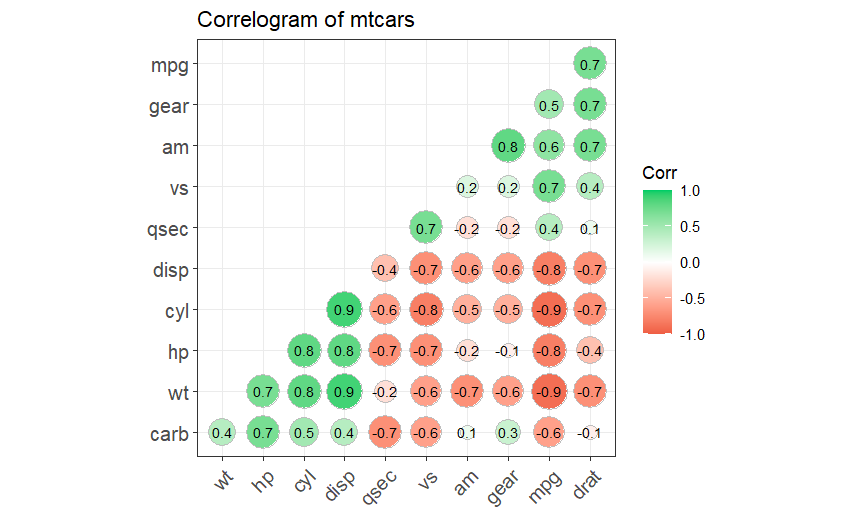 Correlogram of mtcars
mpg 0.7
gear 0.5 0.7
am 0.8 0.6 0.7
vs 0.2 0.2 0.7 0.4
qsec 0.7 -0.2 -0.2 0.4 0.1
disp -0.4 -0.7 -0.6 -0.6 -0.8 -0.7
cyl 0.9 -0.6 -0.8 -0.5 -0.5 -0.9 -0.7
hp 0.8 0.8 -0.7 -0.7 -0.2 -0.1 -0.8 -0.4
wt 0.7 0.8 0.9 -0.2 -0.6 -0.7 -0.6 -0.9 -0.7
carb 0.4 0.7 0.5 0.4 -0.7 -0.6 0.1 0.3 -0.6 -0.1
wt hp cyl disp qsec vs am gear mpg drat
Corr
1.0
0.5
0.0
-0.5
-1.0